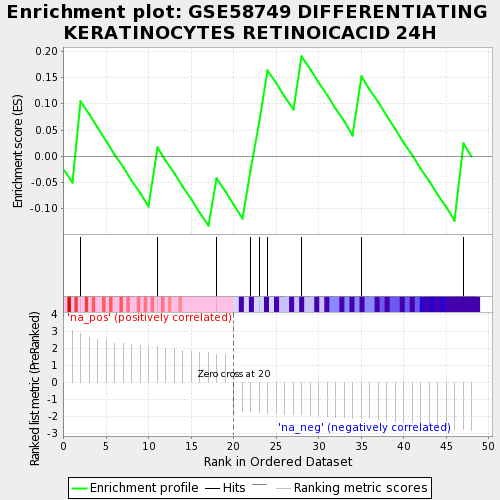 Enrichment plot: GSE58749 DIFFERENTIATING
KERATINOCYTES RETINOICACID 24H
Enrichment score (ES)
0.20
0.15
0.10
0.05
0.00
-0.05
-0.10
'na_pos' (positively correlated)
Ranked list metric (PreRanked)
4
3
2
1
0
-1
-2
-3
Zero cross at 20
'na_neg' (negatively correlated)
0 5 10 15 20 25 30 35 40 45 50
Rank in Ordered Dataset
Enrichment profile Hits Ranking metric scores